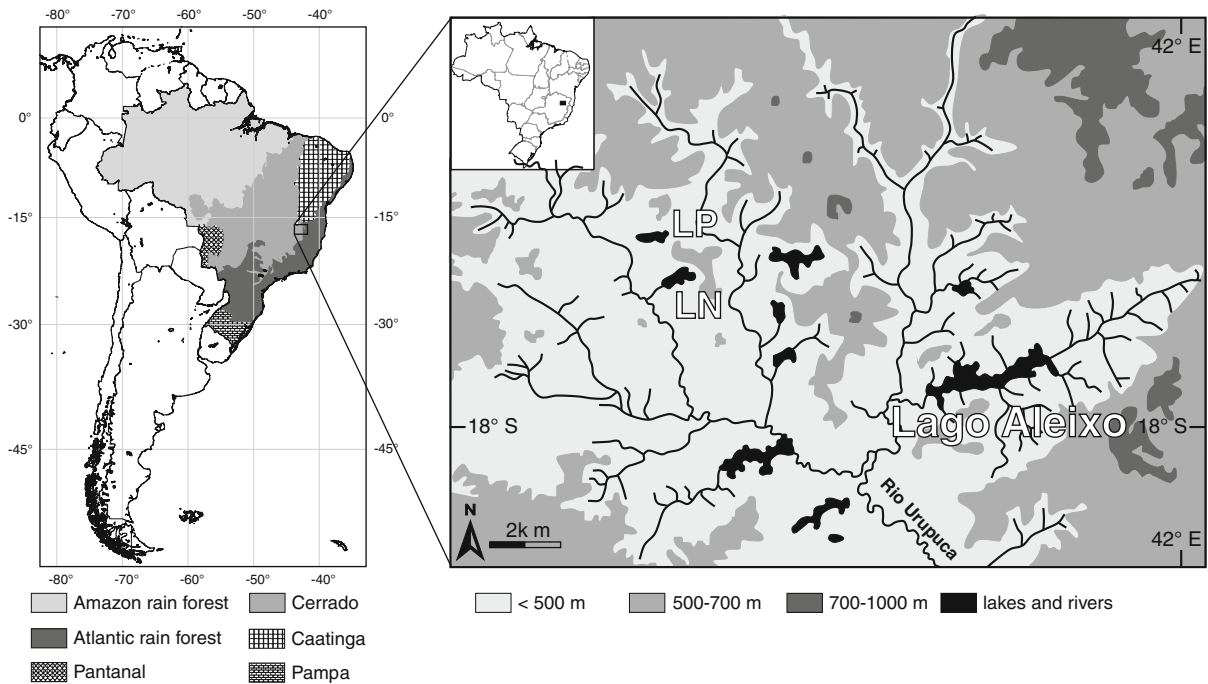 -80° -70° -60° -50° -40°
0° 0°
-15° -15°
-30° -30°
-45° -45°
-80° -70° -60° -50° -40°
Amazon rain forest
Cerrado
Atlantic rain forest
Caatinga
Pantanal
Pampa
42° E
LP
LN
Lago Aleixo
18° S
18° S
Rio Urupuca
N
2k m
42° E
< 500 m
500-700 m
700-1000 m
lakes and rivers